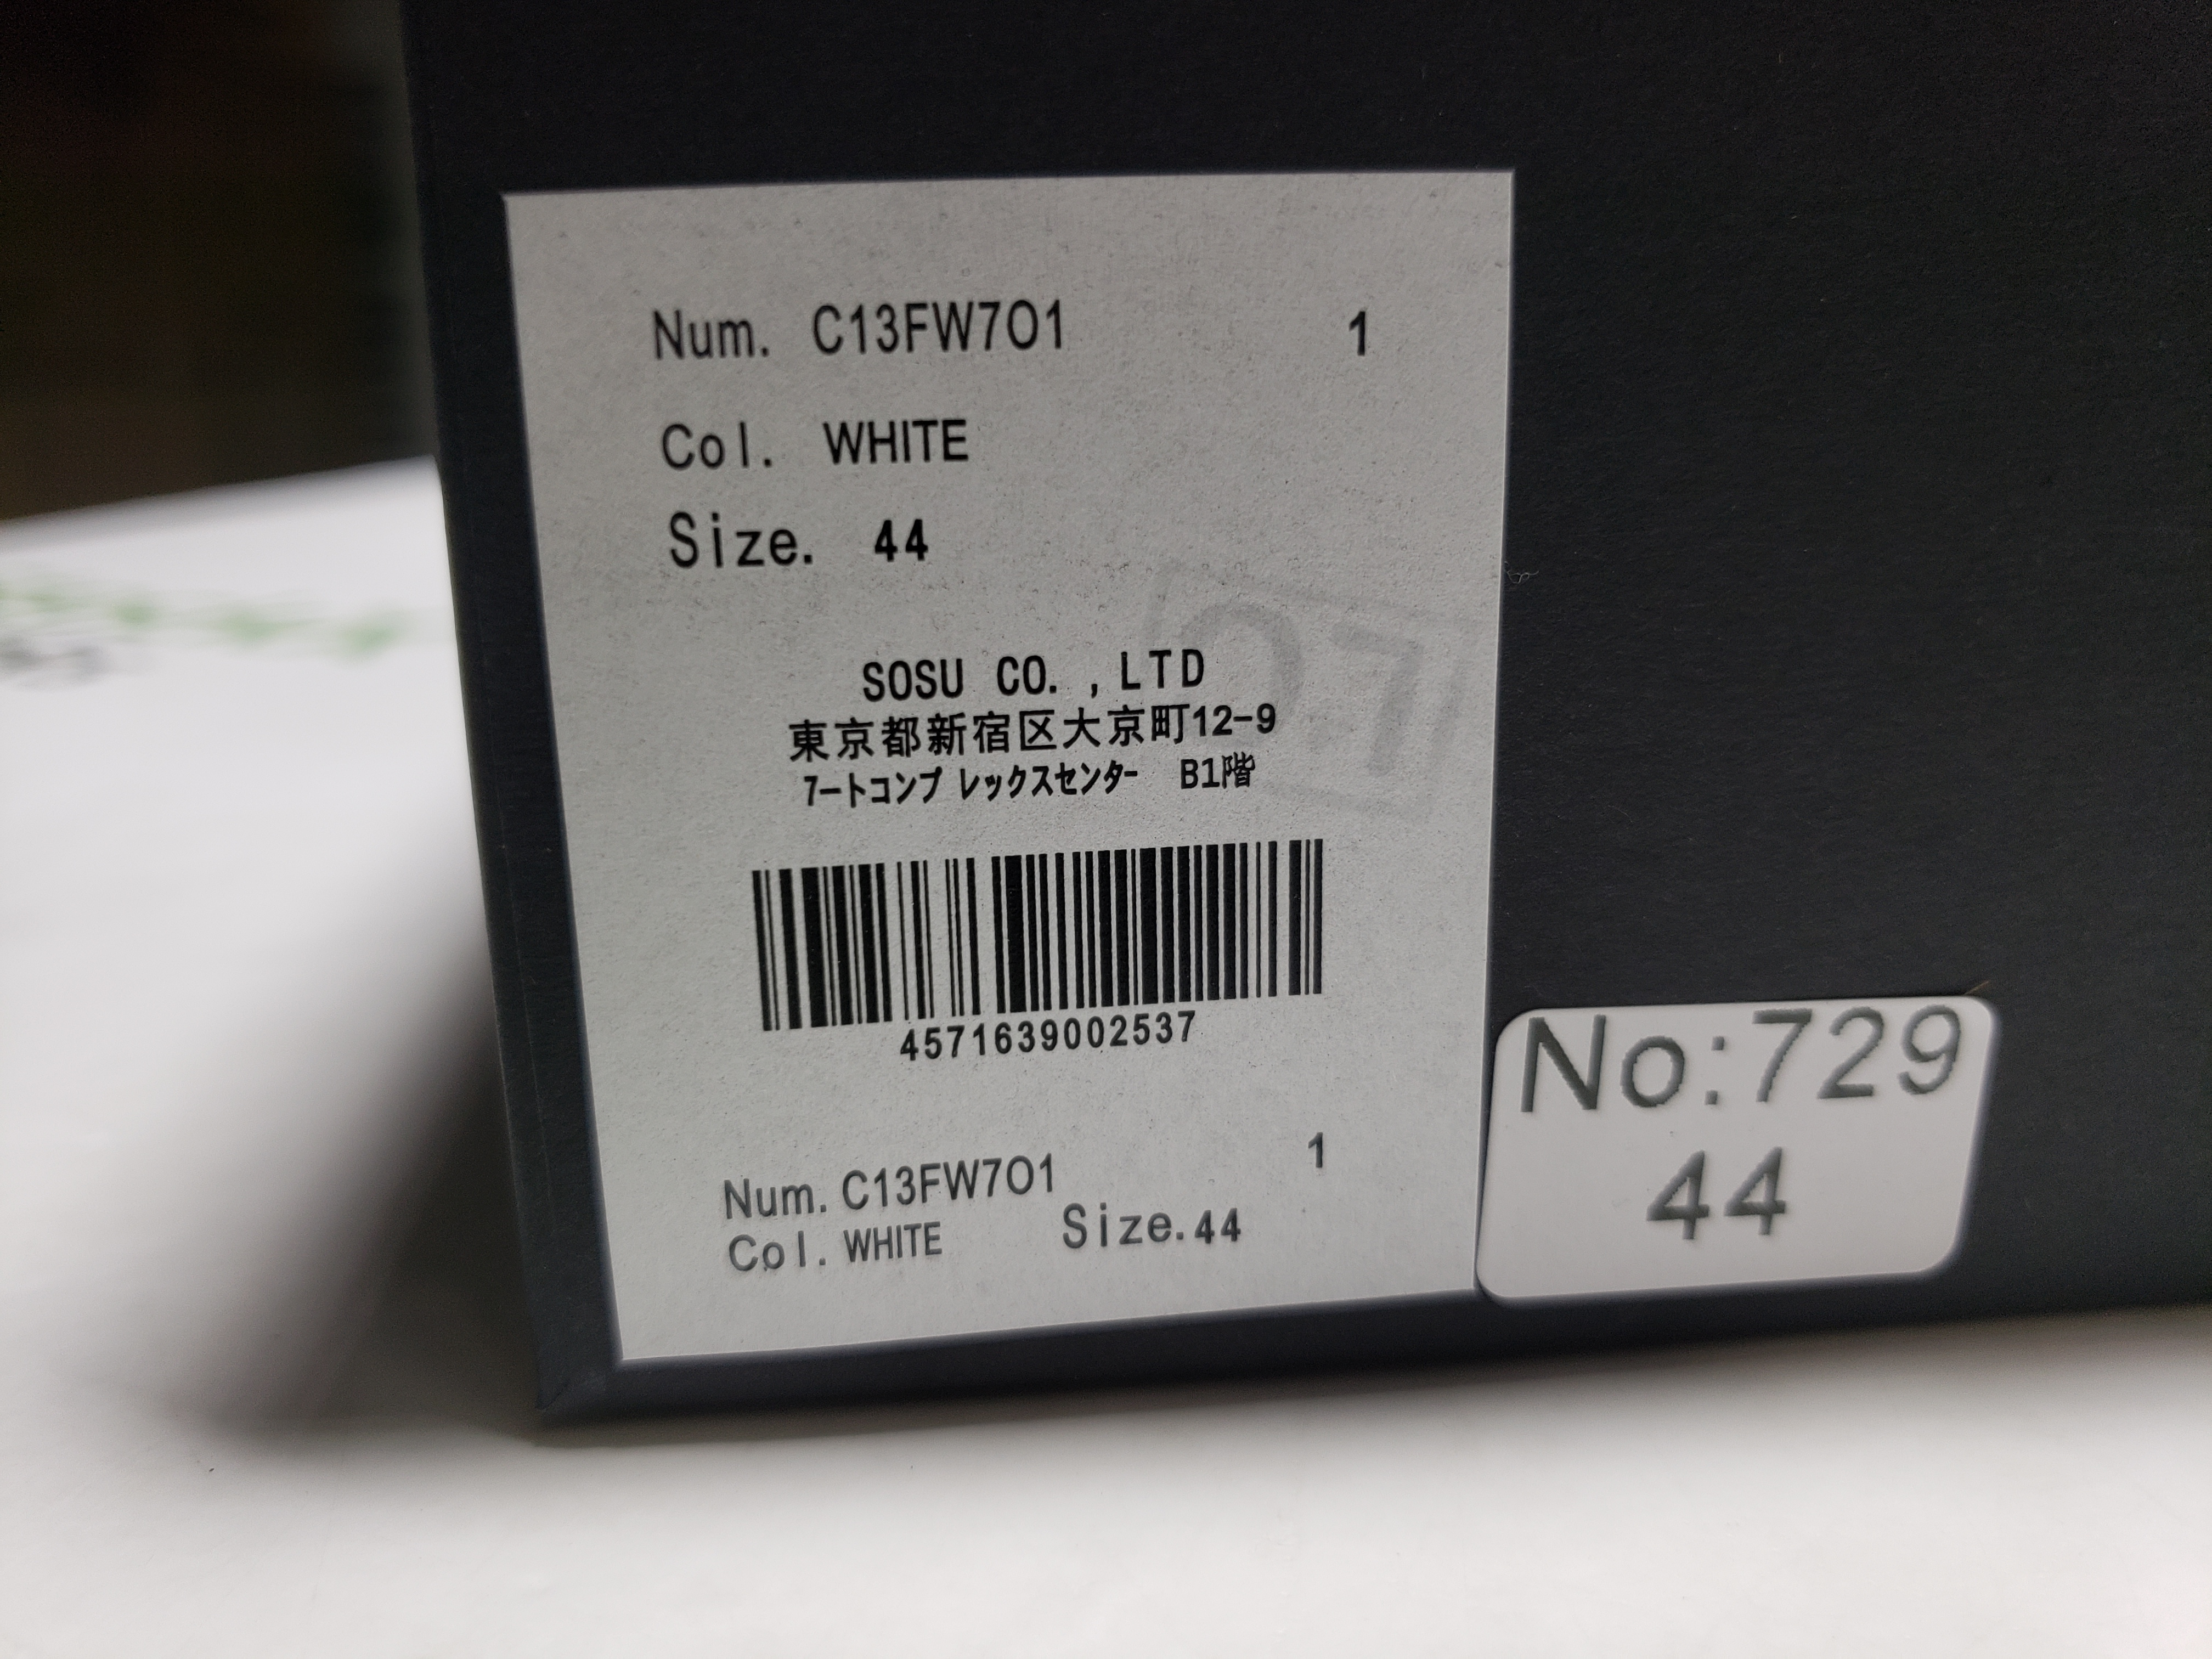 Num. C13FW7O1 1
Col. WHITE
Size. 44
SOSU CO. ,LTD
東京都新宿区大京町12-9
7ートコンプレックスセンター B1階
4571639002537
Num. C13FW7O1 1
Col. WHITE Size. 44
No:729
44